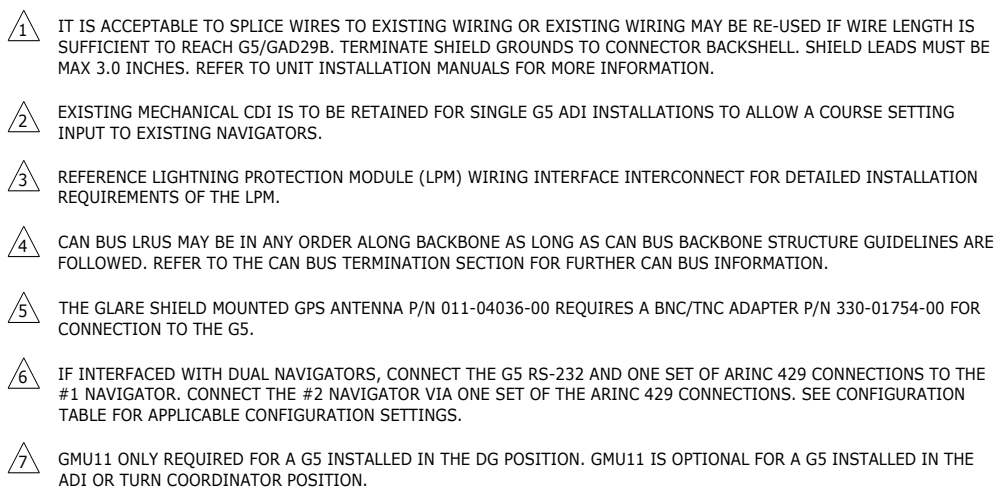 1 IT IS ACCEPTABLE TO SPLICE WIRES TO EXISTING WIRING OR EXISTING WIRING MAY BE RE-USED IF WIRE LENGTH IS
SUFFICIENT TO REACH G5/GAD29B. TERMINATE SHIELD GROUNDS TO CONNECTOR BACKSHELL. SHIELD LEADS MUST BE
MAX 3.0 INCHES. REFER TO UNIT INSTALLATION MANUALS FOR MORE INFORMATION.
2 EXISTING MECHANICAL CDI IS TO BE RETAINED FOR SINGLE G5 ADI INSTALLATIONS TO ALLOW A COURSE SETTING
INPUT TO EXISTING NAVIGATORS.
3 REFERENCE LIGHTNING PROTECTION MODULE (LPM) WIRING INTERFACE INTERCONNECT FOR DETAILED INSTALLATION
REQUIREMENTS OF THE LPM.
4 CAN BUS LRUS MAY BE IN ANY ORDER ALONG BACKBONE AS LONG AS CAN BUS BACKBONE STRUCTURE GUIDELINES ARE
FOLLOWED. REFER TO THE CAN BUS TERMINATION SECTION FOR FURTHER CAN BUS INFORMATION.
5 THE GLARE SHIELD MOUNTED GPS ANTENNA P/N 011-04036-00 REQUIRES A BNC/TNC ADAPTER P/N 330-01754-00 FOR
CONNECTION TO THE G5.
6 IF INTERFACED WITH DUAL NAVIGATORS, CONNECT THE G5 RS-232 AND ONE SET OF ARINC 429 CONNECTIONS TO THE
#1 NAVIGATOR. CONNECT THE #2 NAVIGATOR VIA ONE SET OF THE ARINC 429 CONNECTIONS. SEE CONFIGURATION
TABLE FOR APPLICABLE CONFIGURATION SETTINGS.
7 GMU11 ONLY REQUIRED FOR A G5 INSTALLED IN THE DG POSITION. GMU11 IS OPTIONAL FOR A G5 INSTALLED IN THE
ADI OR TURN COORDINATOR POSITION.